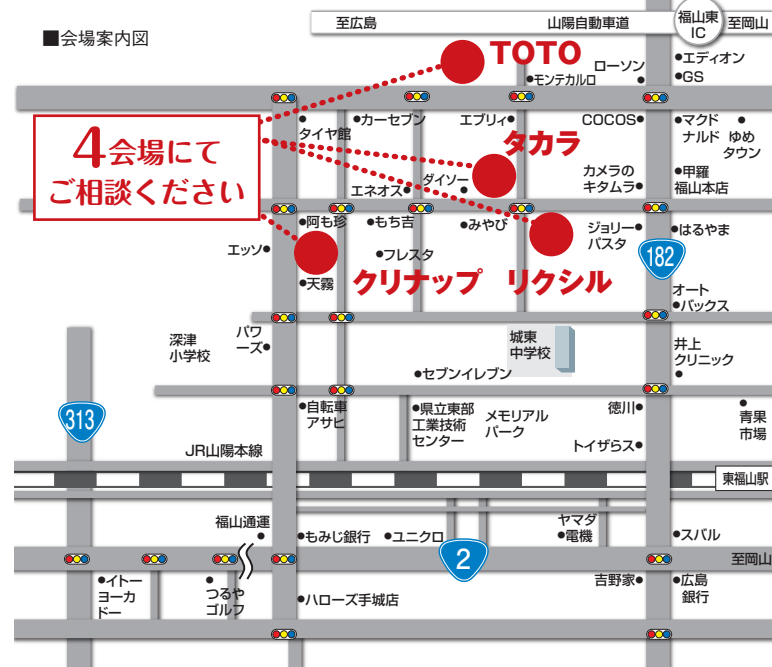 ■会場案内図
至広島
山陽自動車道
福山東
IC
至岡山
TOTO
ローソン
●エディオン
●GS
●モンテカルロ
4会場にて
ご相談ください
●
タイヤ館
●カーセブン
エブリィ●
COCOS●
●マクド
ナルド
●
ゆめ
タウン
タカラ
エネオス●
ダイソー
●
カメラの
キタムラ●
●甲羅
福山本店
●阿も珍
●もち吉
●みやび
ジョリー●
パスタ
●はるやま
エッソ●
●フレスタ
182
●天霧
クリナップ
リクシル
オート
●バックス
深津
小学校
パワ
ーズ●
城東
中学校
井上
クリニック
●
●セブンイレブン
313
●自転車
アサヒ
●県立東部
工業技術
センター
メモリアル
パーク
徳川●
●
青果
市場
トイザらス●
JR山陽本線
東福山駅
福山通運
●
●もみじ銀行
●ユニクロ
2
ヤマダ
●電機
●スバル
至岡山
●イトー
ヨーカ
ドー
●
つるや
ゴルフ
●ハローズ手城店
吉野家●
●広島
銀行